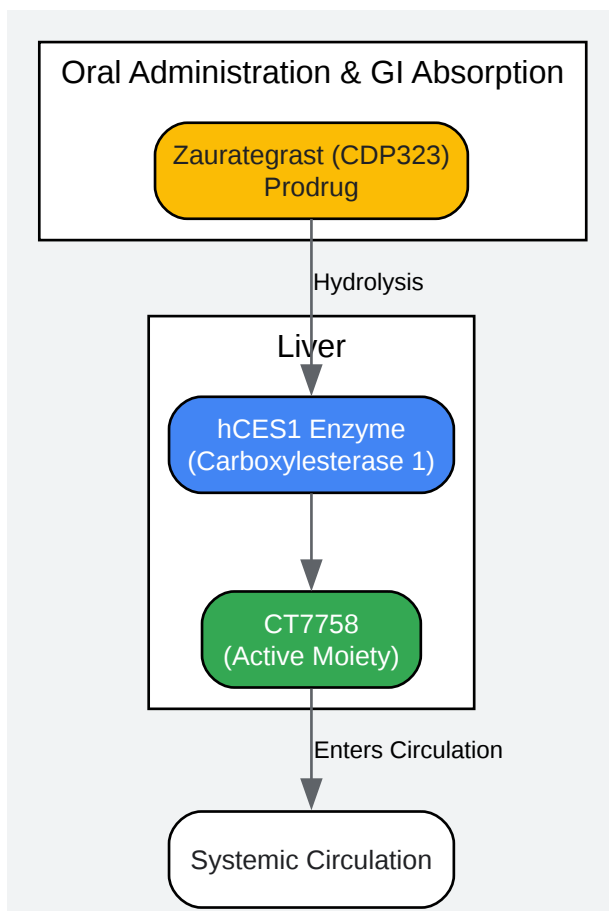 Oral Administration & GI Absorption
Zaurategrast (CDP323)
Prodrug
Hydrolysis
Liver
hCES1 Enzyme
(Carboxylesterase 1)
CT7758
(Active Moiety)
Enters Circulation
Systemic Circulation